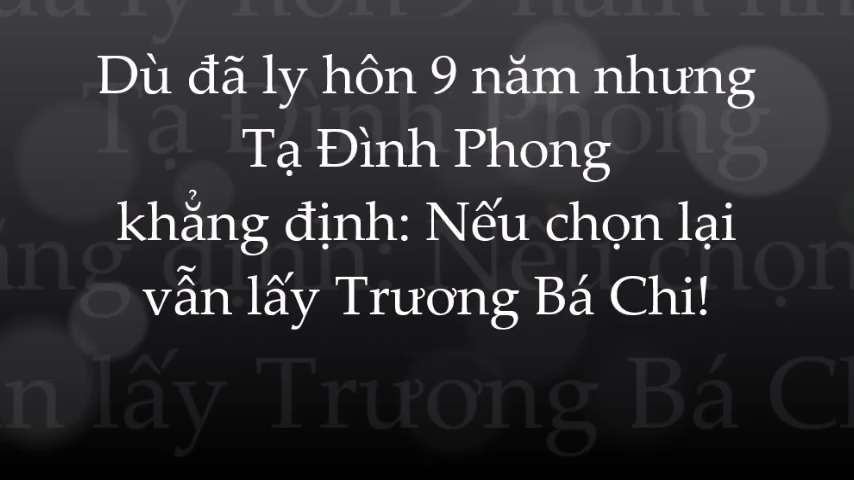 Dù đã ly hôn 9 năm nhưng
Tạ Đình Phong
khẳng định: Nếu chọn lại
vẫn lấy Trương Bá Chi!